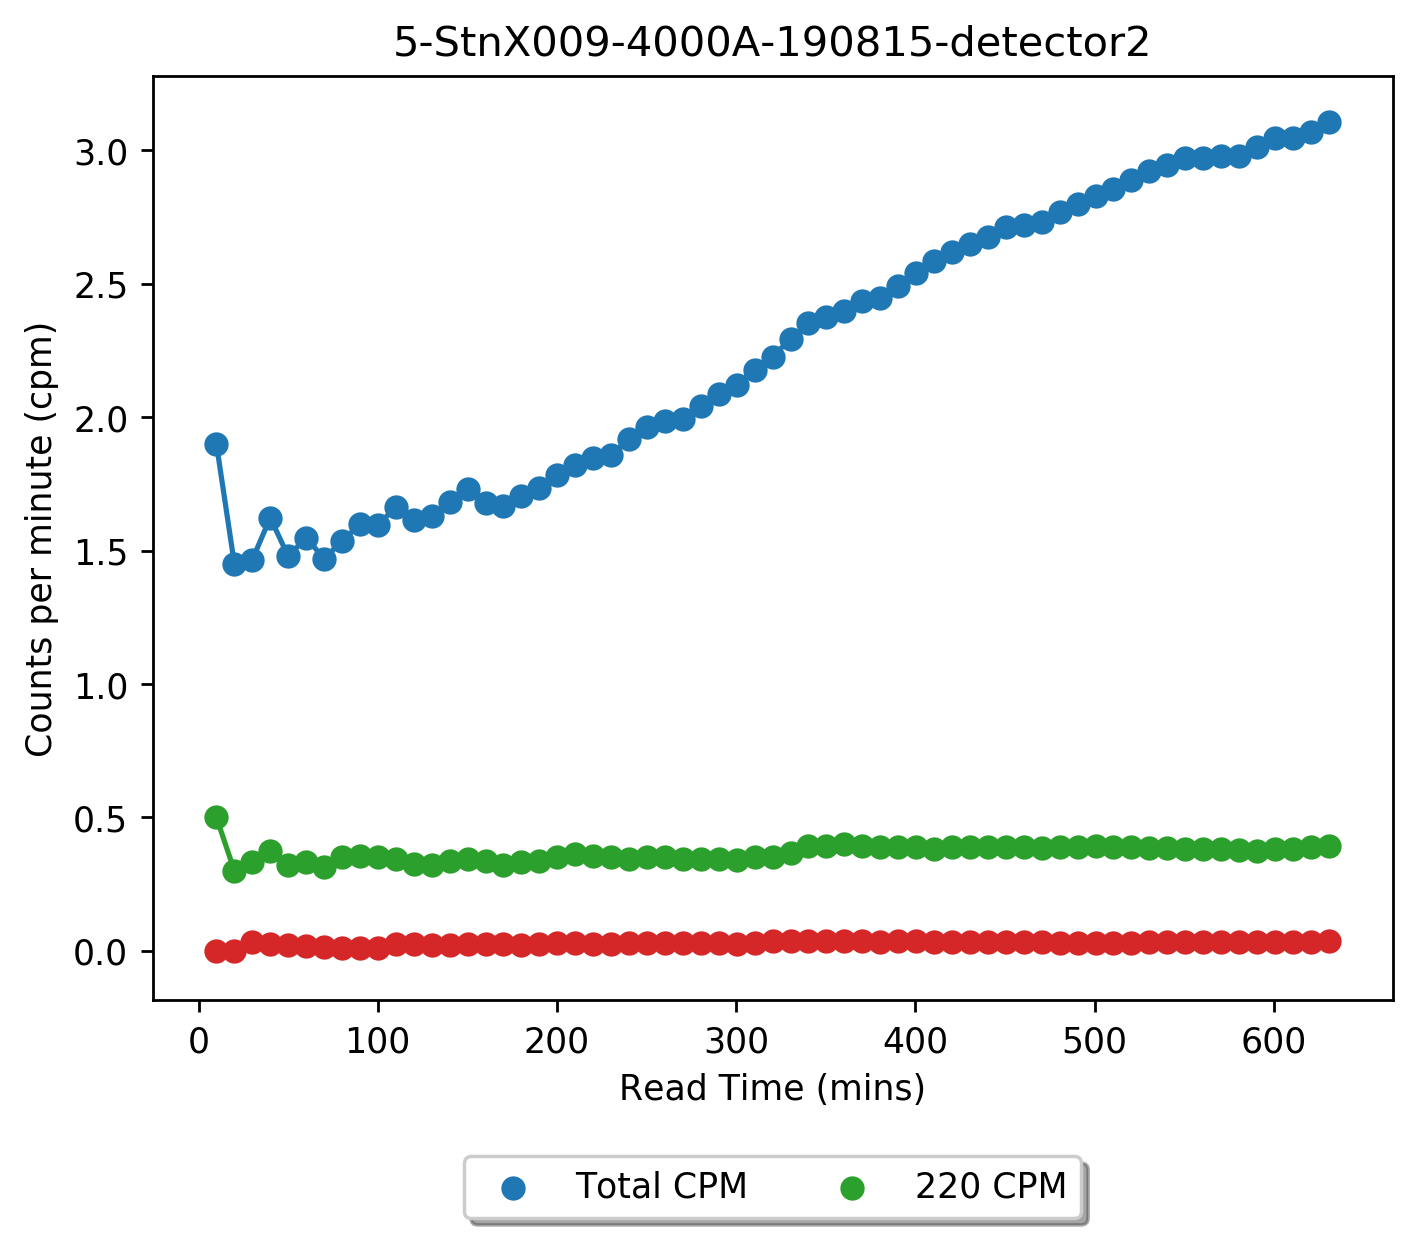 5-StnX009-4000A-190815-detector2
Counts per minute (cpm)
3.0
2.5
2.0
1.5
1.0
0.5
0.0
0 100 200 300 400 500 600
Read Time (mins)
Total CPM 220 CPM